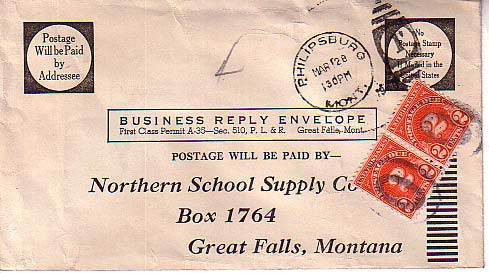 Postage
Will be Paid
by
Addressee
No
Postage Stamp
Necessary
If Mailed in the
United States
PHILIPSBURG
MAR 28
130PM
MONT.
BUSINESS REPLY ENVELOPE
First Class Permit A-35—Sec. 510, P. L. & R. Great Falls, Mont.
POSTAGE WILL BE PAID BY—
Northern School Supply Co
Box 1764
Great Falls, Montana
2
2